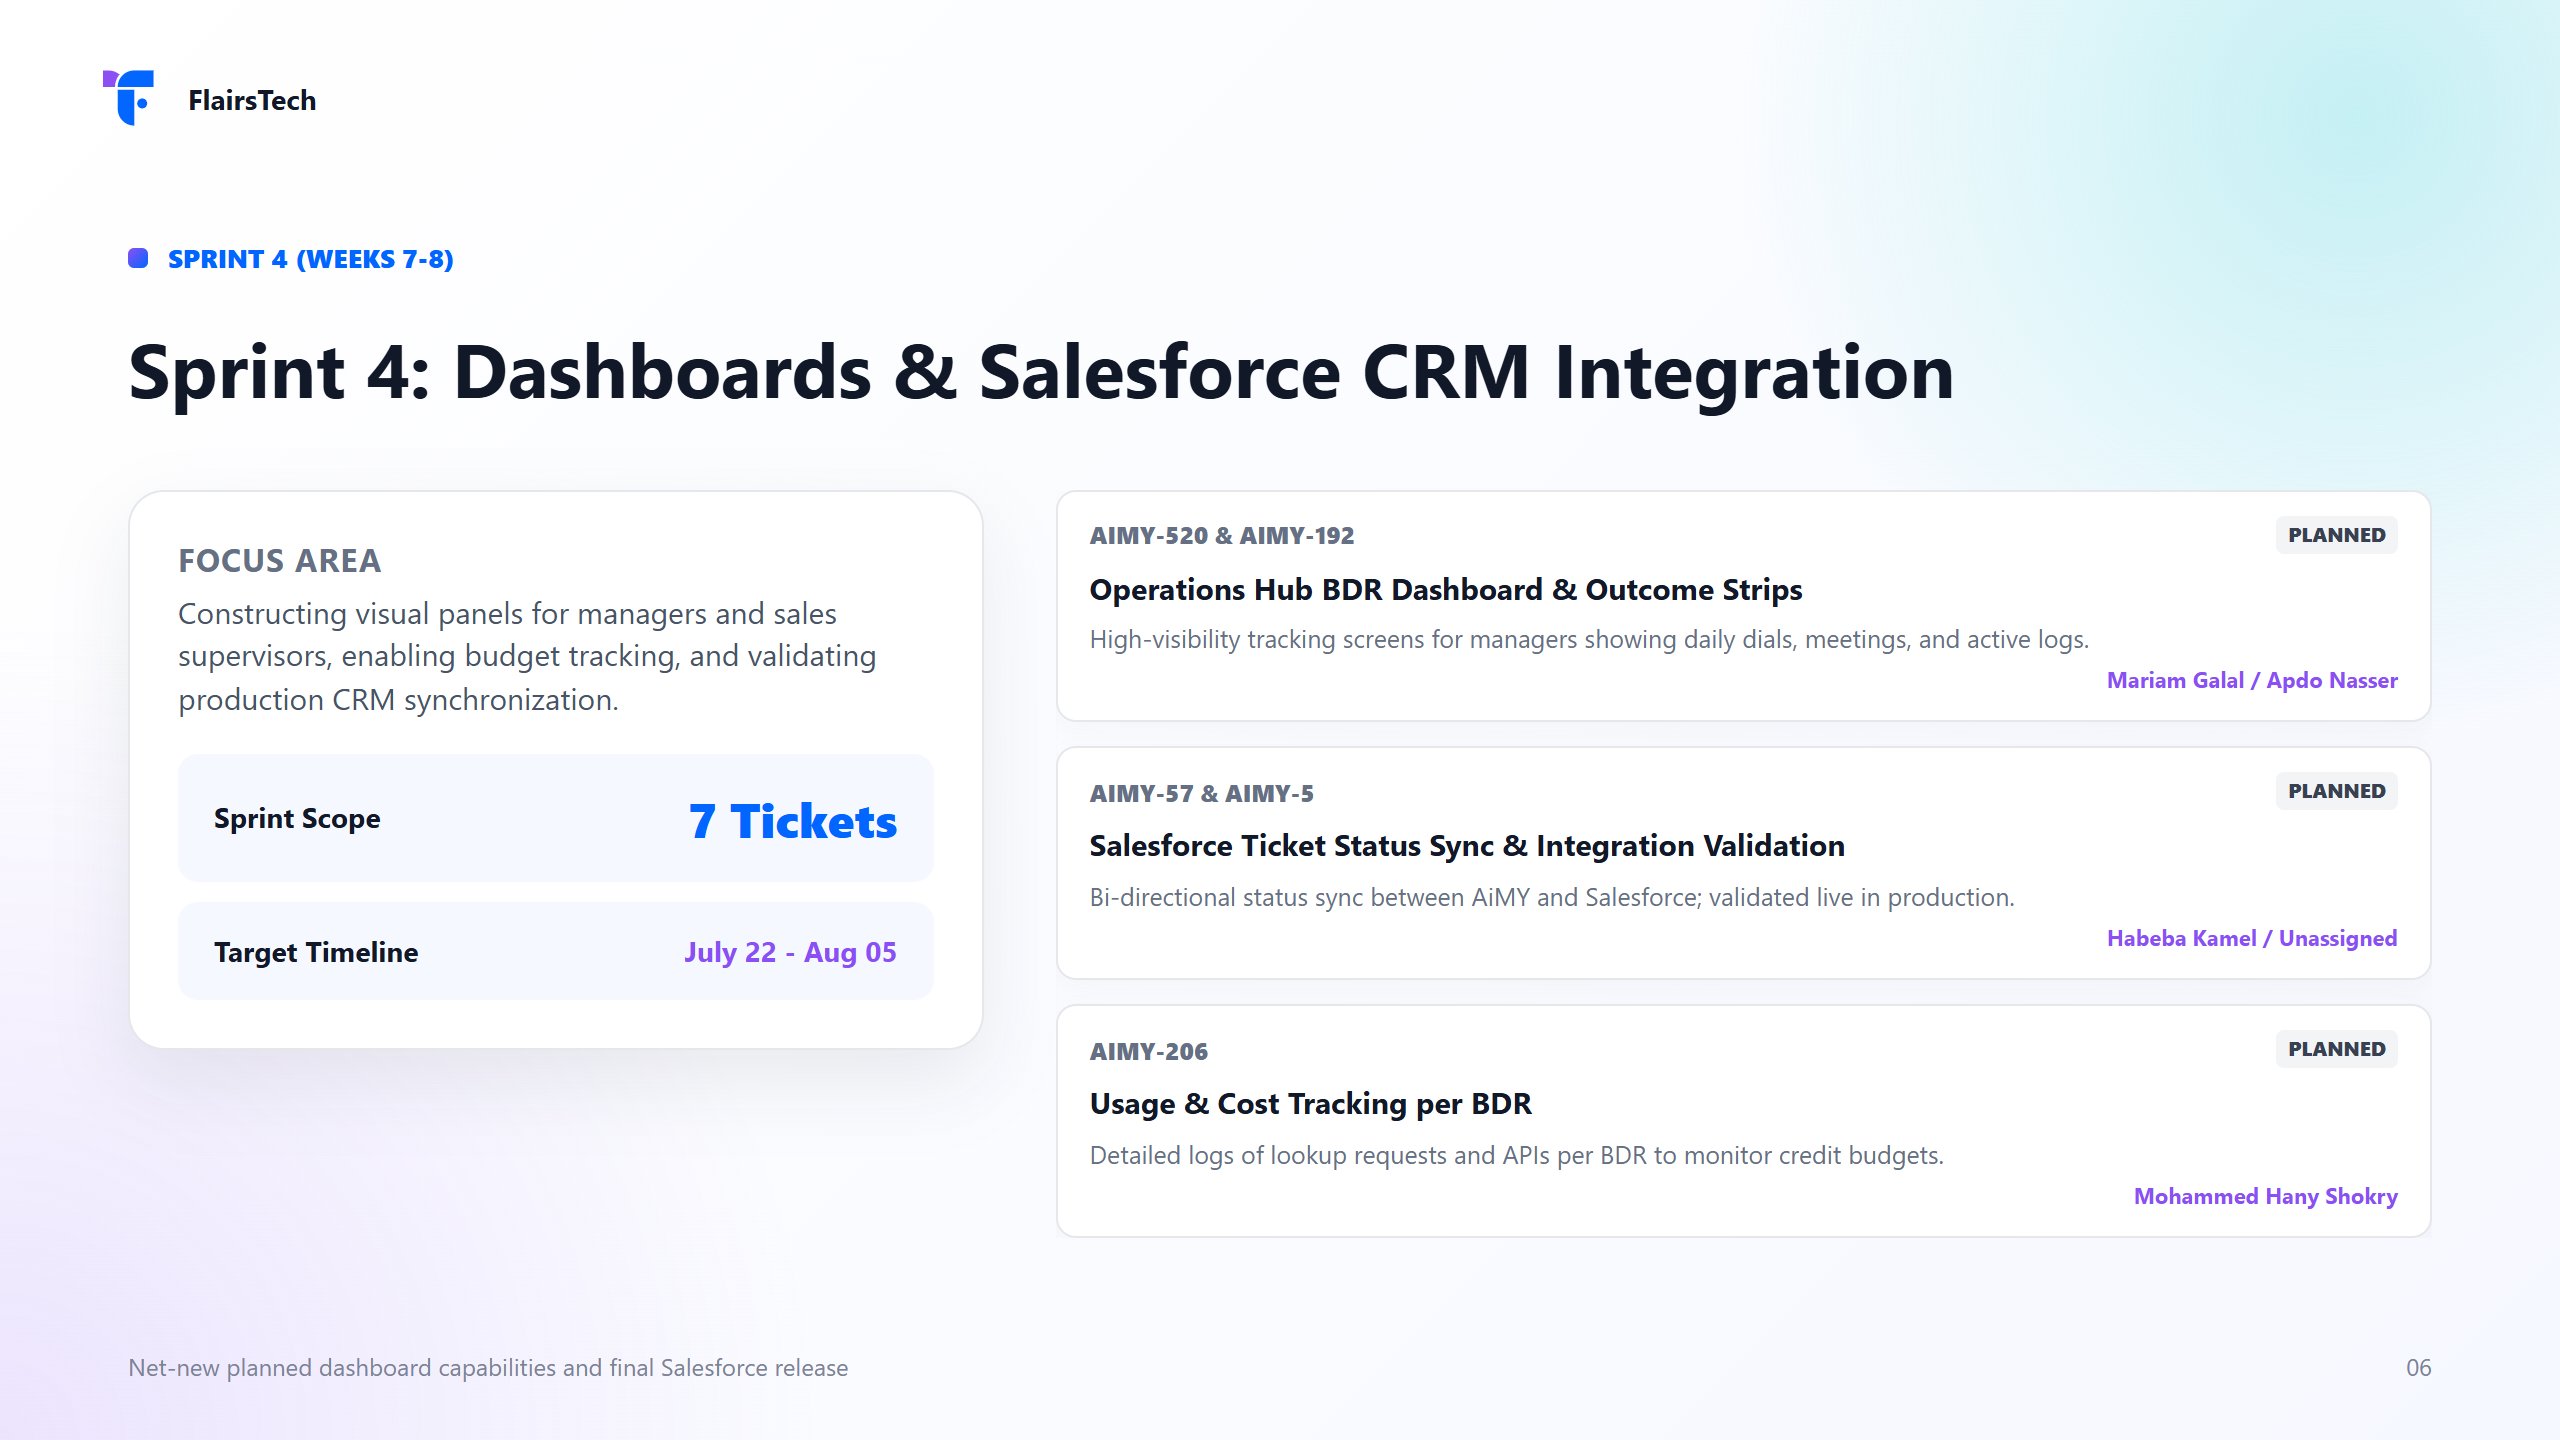 FlairsTech
SPRINT 4 (WEEKS 7-8)
Sprint 4: Dashboards & Salesforce CRM Integration
FOCUS AREA
Constructing visual panels for managers and sales
supervisors, enabling budget tracking, and validating
production CRM synchronization.
Sprint Scope
7 Tickets
Target Timeline
July 22 - Aug 05
AIMY-520 & AIMY-192
PLANNED
Operations Hub BDR Dashboard & Outcome Strips
High-visibility tracking screens for managers showing daily dials, meetings, and active logs.
Mariam Galal / Apdo Nasser
AIMY-57 & AIMY-5
PLANNED
Salesforce Ticket Status Sync & Integration Validation
Bi-directional status sync between AiMY and Salesforce; validated live in production.
Habeba Kamel / Unassigned
AIMY-206
PLANNED
Usage & Cost Tracking per BDR
Detailed logs of lookup requests and APIs per BDR to monitor credit budgets.
Mohammed Hany Shokry
Net-new planned dashboard capabilities and final Salesforce release
06